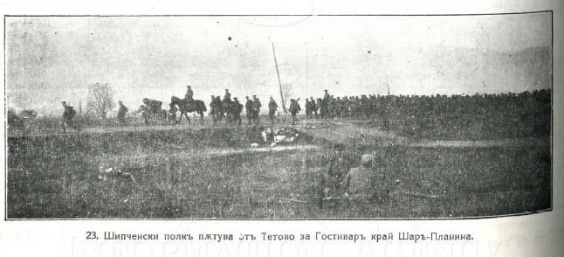 23. Шипченски полкъ пѫтува отъ Тетово за Гостиваръ край Шаръ-Планина.